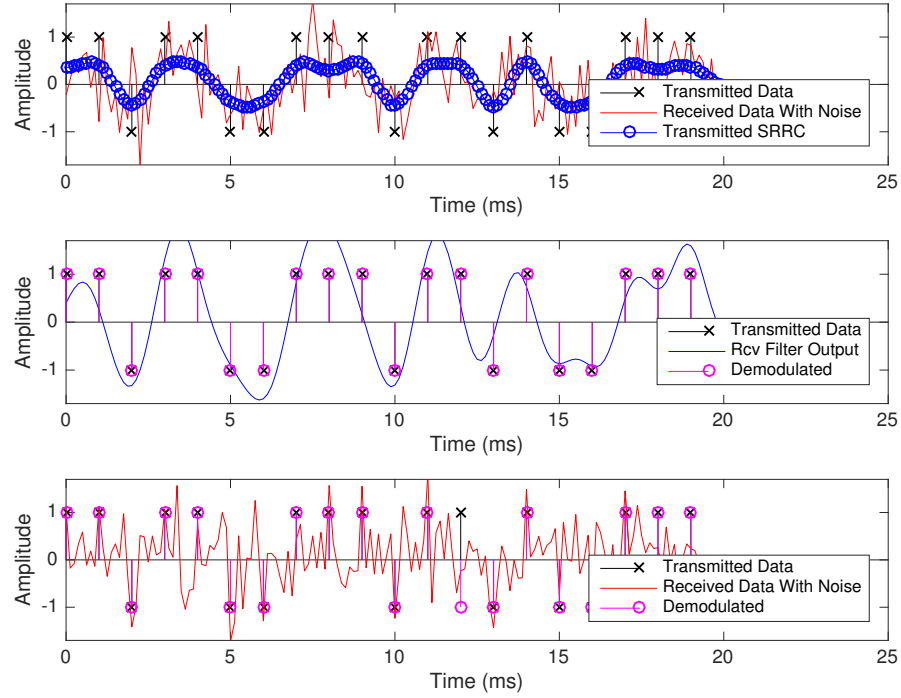 Amplitude
1
0
-1
0 5 10 15 20 25
Time (ms)
Transmitted Data
Received Data With Noise
Transmitted SRRC
Amplitude
1
0
-1
0 5 10 15 20 25
Time (ms)
Transmitted Data
Rcv Filter Output
Demodulated
Amplitude
1
0
-1
0 5 10 15 20 25
Time (ms)
Transmitted Data
Received Data With Noise
Demodulated